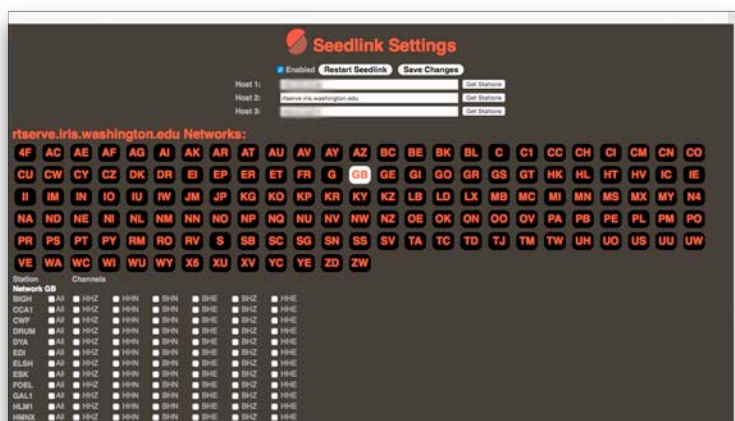 Seedlink Settings
Enabled Restart Seedlink Save Changes
Host 1: Get Stations
Host 2: rtserve.iris.washington.edu Get Stations
Host 3: Get Stations
rtserve.iris.washington.edu Networks:
4F AC AE AF AG AI AK AR AT AU AV AY AZ BC BE BK BL C C1 CC CH CI CM CN CO
CU CW CY CZ DK DR EI EP ER ET FR G GB GE GI GO GR GS GT HK HL HT HV IC IE
II IM IN IO IU IW JM JP KG KO KP KR KY KZ LB LD LX MB MC MI MN MS MX MY N4
NA ND NE NI NL NM NN NO NP NQ NU NV NW NZ OE OK ON OO OV PA PB PE PL PM PO
PR PS PT PY RM RO RV S SB SC SG SN SS SV TA TC TD TJ TM TW UH UO US UU UW
VE WA WC WI WU WY X6 XU XV YC YE ZD ZW
Station Channels
Network GB
BIGH All HHZ HHN BHN BHE BHZ HHE
CCA1 All HHZ HHN BHN BHE BHZ HHE
CWF All HHZ HHN BHN BHE BHZ HHE
DRUM All HHZ HHN BHN BHE BHZ HHE
DYA All HHZ HHN BHN BHE BHZ HHE
EDI All HHZ HHN BHN BHE BHZ HHE
ELSH All HHZ HHN BHN BHE BHZ HHE
ESK All HHZ HHN BHN BHE BHZ HHE
FOEL All HHZ HHN BHN BHE BHZ HHE
GAL1 All HHZ HHN BHN BHE BHZ HHE
HLM1 All HHZ HHN BHN BHE BHZ HHE
HMNX All HHZ HHN BHN BHE BHZ HHE